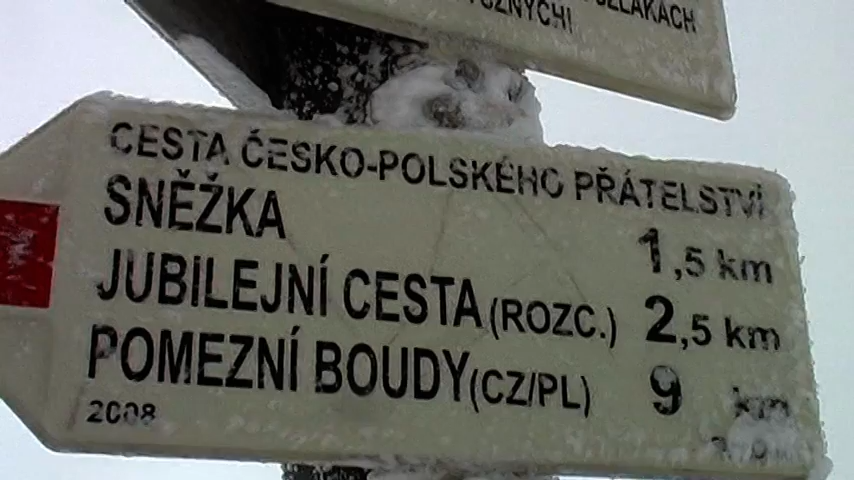 CESTA ČESKO-POLSKÉHO PŘÁTELSTVÍ
SNĚŽKA 1,5 km
JUBILEJNÍ CESTA (ROZC.) 2,5 km
POMEZNÍ BOUDY (CZ/PL) 9 km
2008